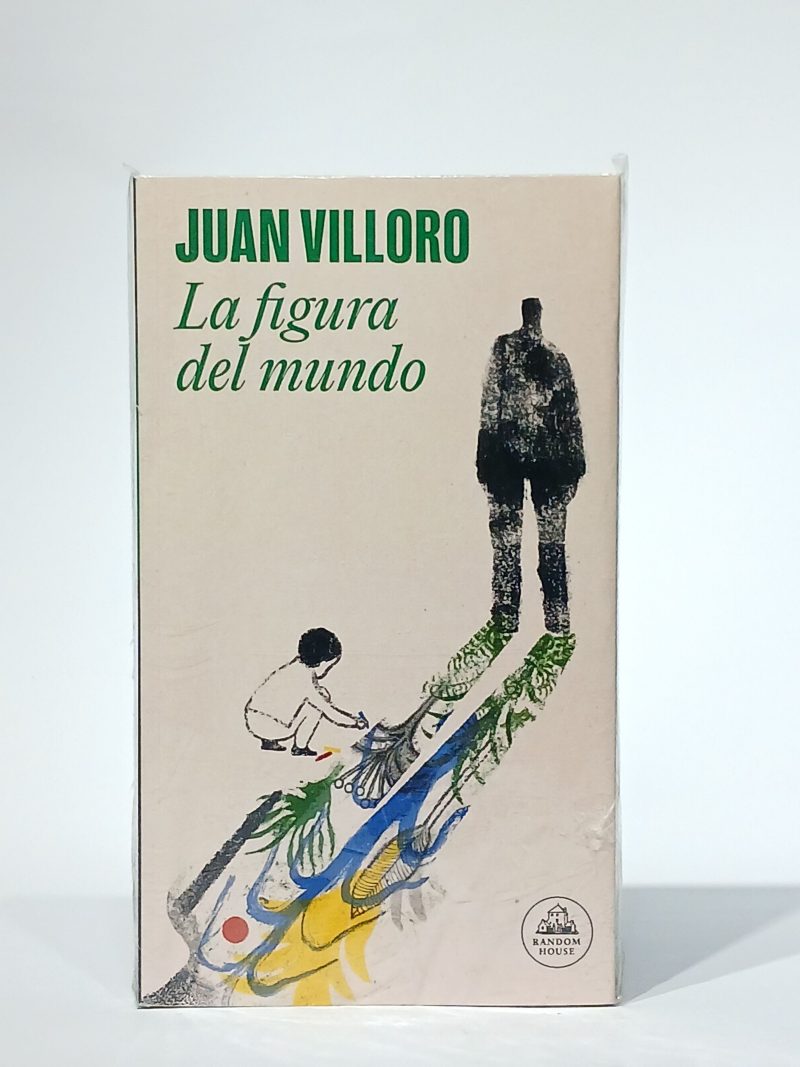 JUAN VILLORO
La figura
del mundo
RANDOM
HOUSE